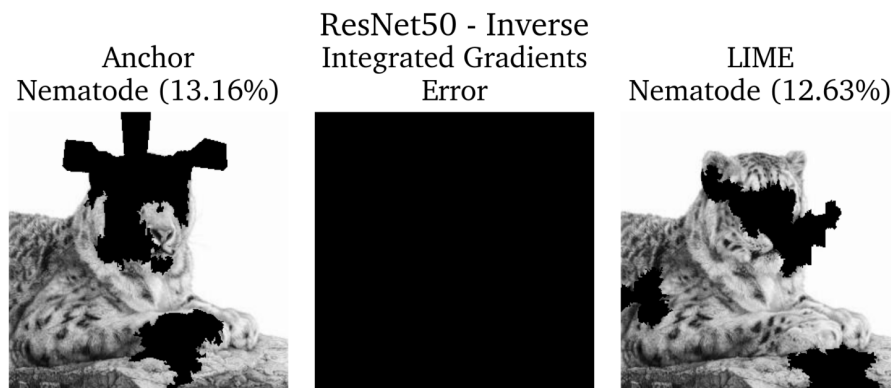 ResNet50 - Inverse
Anchor
Nematode (13.16%)
Integrated Gradients
Error
LIME
Nematode (12.63%)